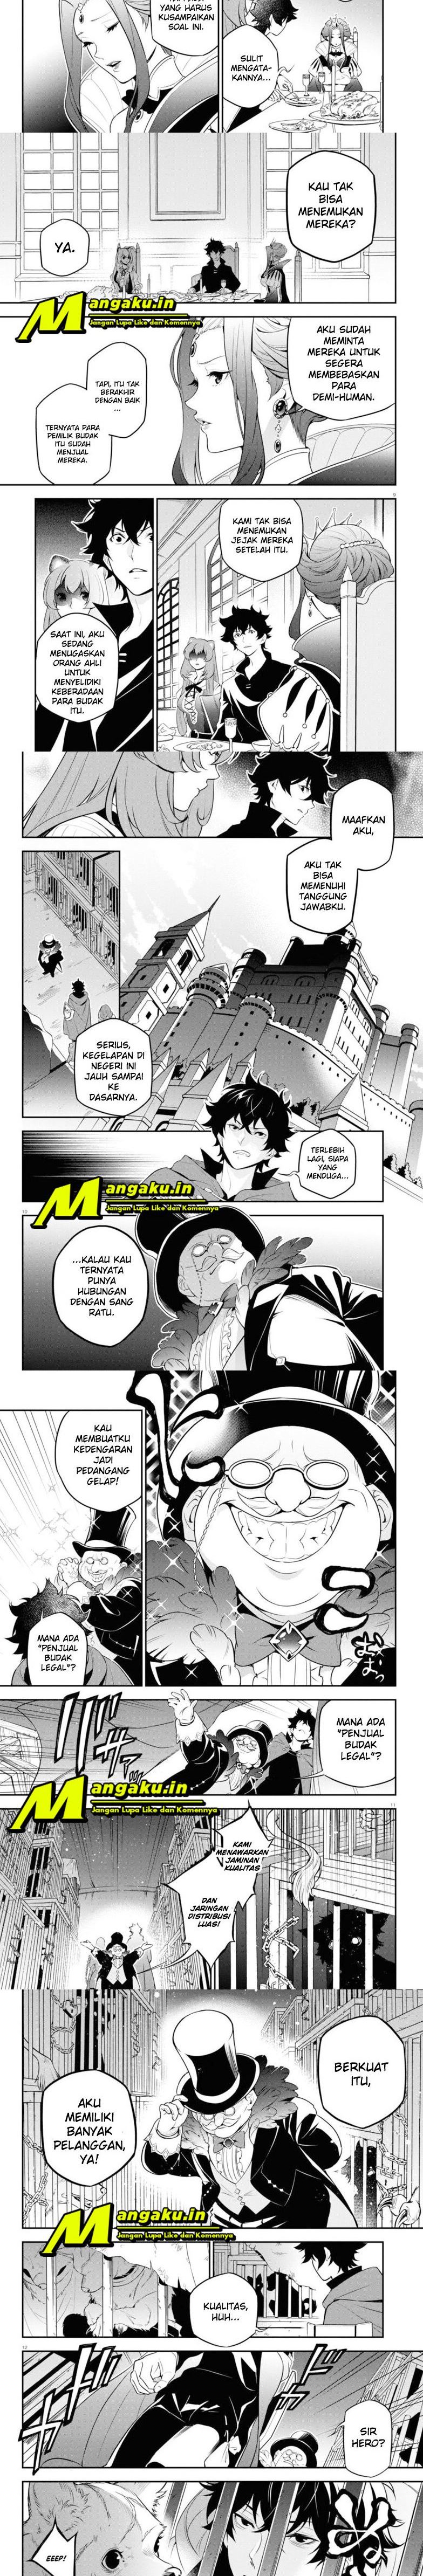 YANG HARUS
KUSAMPAIKAN
SOAL INI.
SULIT
MENGATA-
KANNYA...
KAU TAK
BISA
MENEMUKAN
MEREKA?
YA.
Mangaku.in
Jangan Lupa Like dan Komennya
AKU SUDAH
MEMINTA
MEREKA UNTUK
SEGERA
MEMBEBASKAN
PARA
DEMI-HUMAN.
TAPI, ITU TAK
BERAKHIR
DENGAN BAIK
...
TERNYATA PARA
PEMILIK BUDAK
ITU SUDAH
MENJUAL
MEREKA.
9
KAMI TAK BISA
MENEMUKAN
JEJAK MEREKA
SETELAH ITU.
SAAT INI, AKU
SEDANG
MENUGASKAN
ORANG AHLI
UNTUK
MENYELIDIKI
KEBERADAAN
PARA BUDAK
ITU.
MAAFKAN
AKU,
AKU TAK
BISA
MEMENUHI
TANGGUNG
JAWABKU.
SERIUS,
KEGELAPAN DI
NEGERI INI
JAUH SAMPAI
KE
DASARNYA.
TERLEBIH
LAGI, SIAPA
YANG
MENDUGA...
Mangaku.in
Jangan Lupa Like dan Komennya
10
...KALAU KAU
TERNYATA
PUNYA
HUBUNGAN
DENGAN SANG
RATU.
KAU
MEMBUATKU
KEDENGARAN
JADI
PEDANGANG
GELAP!
MANA ADA
"PENJUAL
BUDAK
LEGAL"?
MANA ADA
"PENJUAL
BUDAK
LEGAL"?
11
Mangaku.in
Jangan Lupa Like dan Komennya
KAMI
MENAWARKAN
JAMINAN
KUALITAS
DAN
JARINGAN
DISTRIBUSI
LUAS!
BERKUAT
ITU,
AKU
MEMILIKI
BANYAK
PELANGGAN,
YA!
Mangaku.in
Jangan Lupa Like dan Komennya
KUALITAS,
HUH...
12
SIR
HERO?
EEEP!